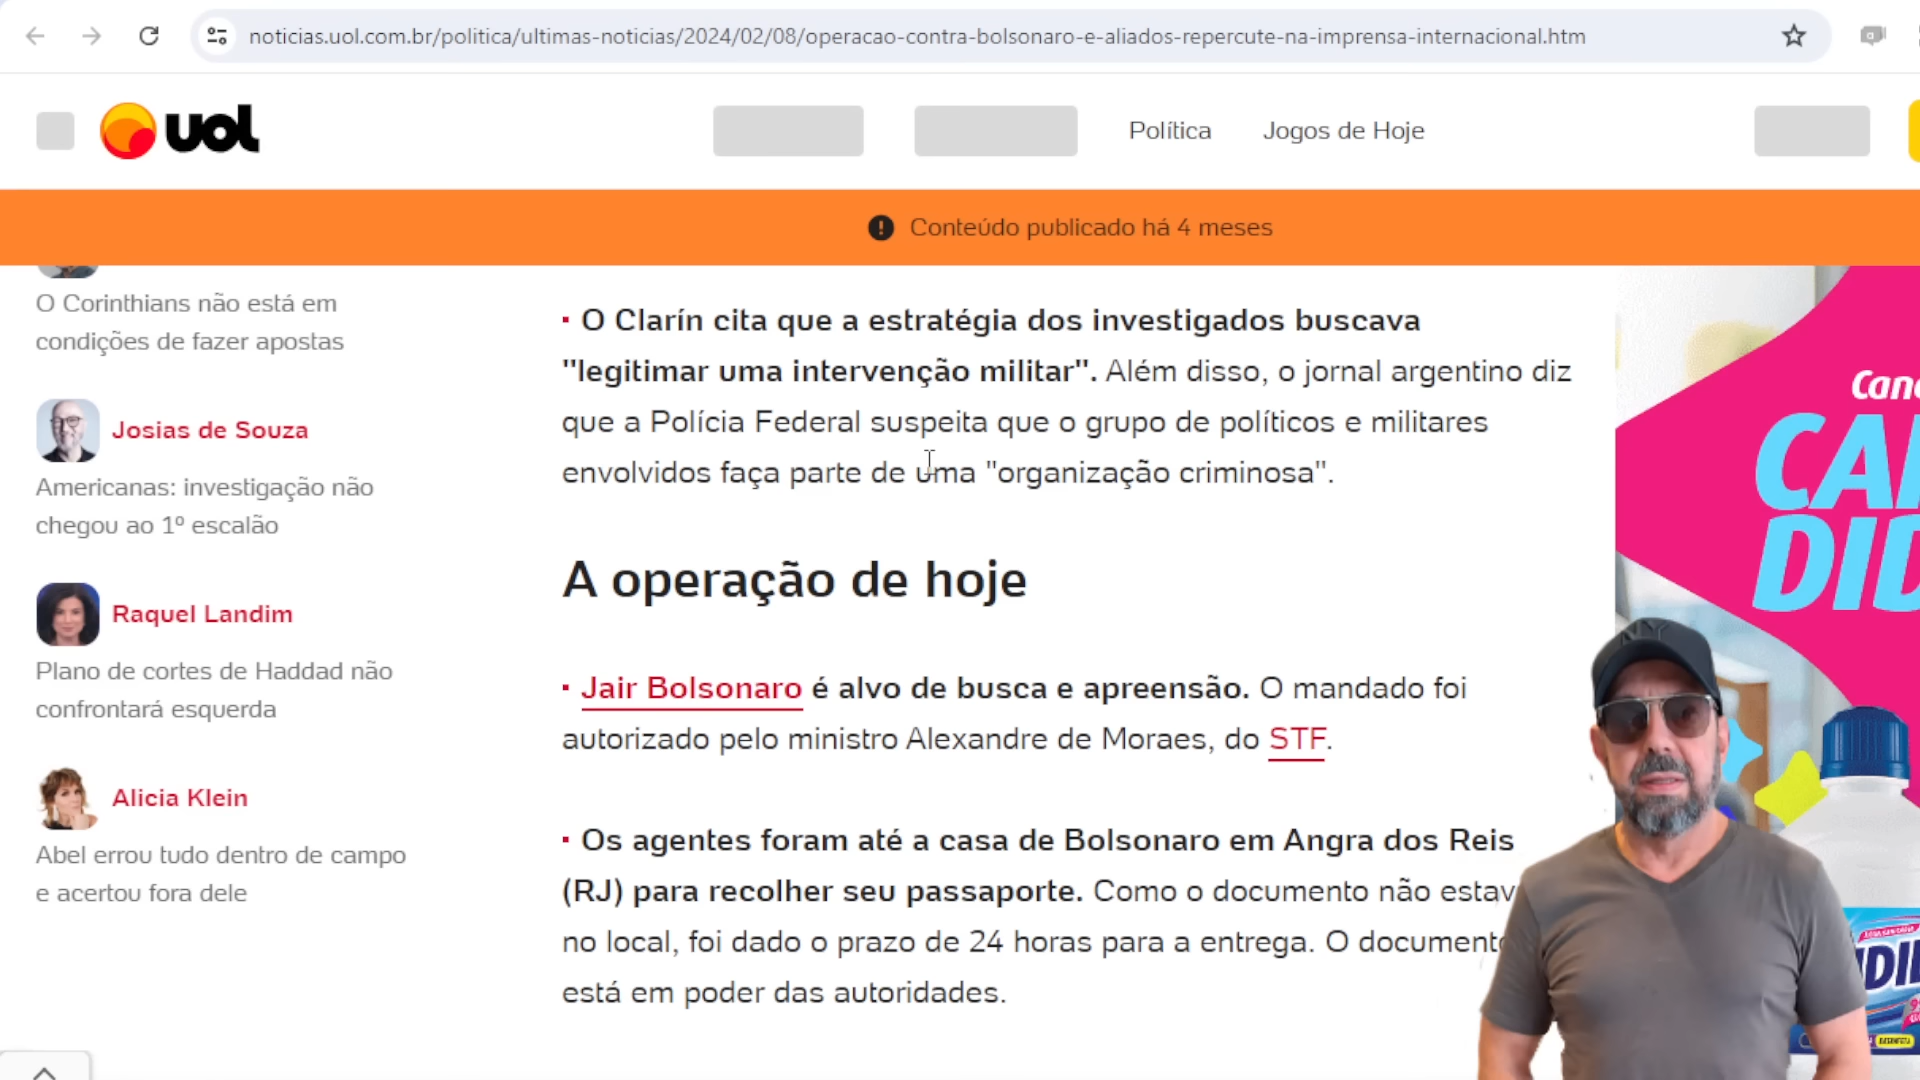 noticias.uol.com.br/politica/ultimas-noticias/2024/02/08/operacao-contra-bolsonaro-e-aliados-repercute-na-imprensa-internacional.htm
uol
Política
Jogos de Hoje
Conteúdo publicado há 4 meses
O Corinthians não está em
condições de fazer apostas
Josias de Souza
Americanas: investigação não
chegou ao 1º escalão
Raquel Landim
Plano de cortes de Haddad não
confrontará esquerda
Alicia Klein
Abel errou tudo dentro de campo
e acertou fora dele
· O Clarín cita que a estratégia dos investigados buscava
"legitimar uma intervenção militar". Além disso, o jornal argentino diz
que a Polícia Federal suspeita que o grupo de políticos e militares
envolvidos faça parte de uma "organização criminosa".
A operação de hoje
· Jair Bolsonaro é alvo de busca e apreensão. O mandado foi
autorizado pelo ministro Alexandre de Moraes, do STF.
· Os agentes foram até a casa de Bolsonaro em Angra dos Reis
(RJ) para recolher seu passaporte. Como o documento não estav
no local, foi dado o prazo de 24 horas para a entrega. O document
está em poder das autoridades.
Canc
CAN
DID
NY